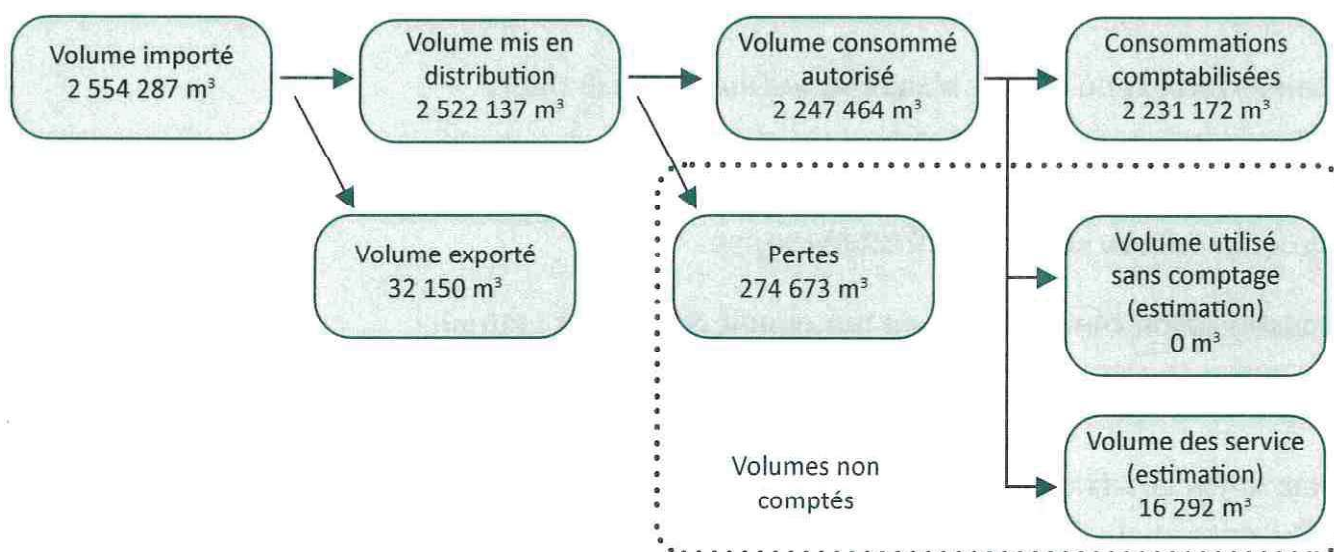 Volume importé
2 554 287 m³
Volume mis en
distribution
2 522 137 m³
Volume consommé
autorisé
2 247 464 m³
Consommations
comptabilisées
2 231 172 m³
Volume exporté
32 150 m³
Pertes
274 673 m³
Volume utilisé
sans comptage
(estimation)
0 m³
Volumes non
comptés
Volume des service
(estimation)
16 292 m³